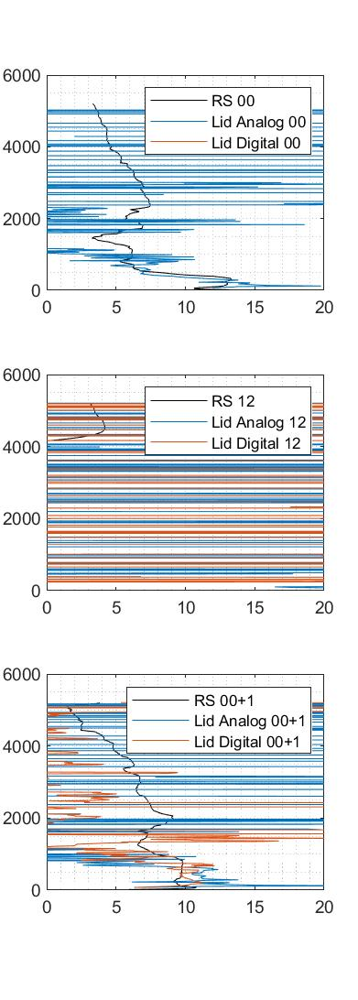 6000
RS 00
Lid Analog 00
4000
Lid Digital 00
2000
0
0 5 10 15 20
6000
RS 12
Lid Analog 12
4000
Lid Digital 12
2000
0
0 5 10 15 20
6000
RS 00+1
Lid Analog 00+1
4000
Lid Digital 00+1
2000
0
0 5 10 15 20